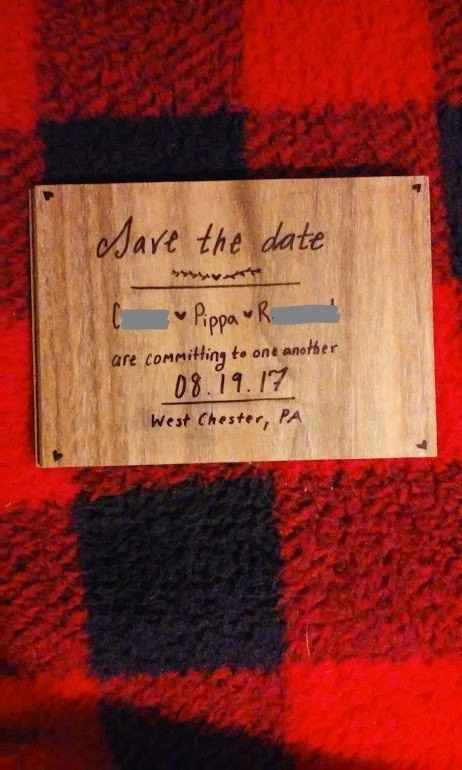 Save the date
C ♥ Pippa ♥ R
are committing to one another
08.19.17
West Chester, PA